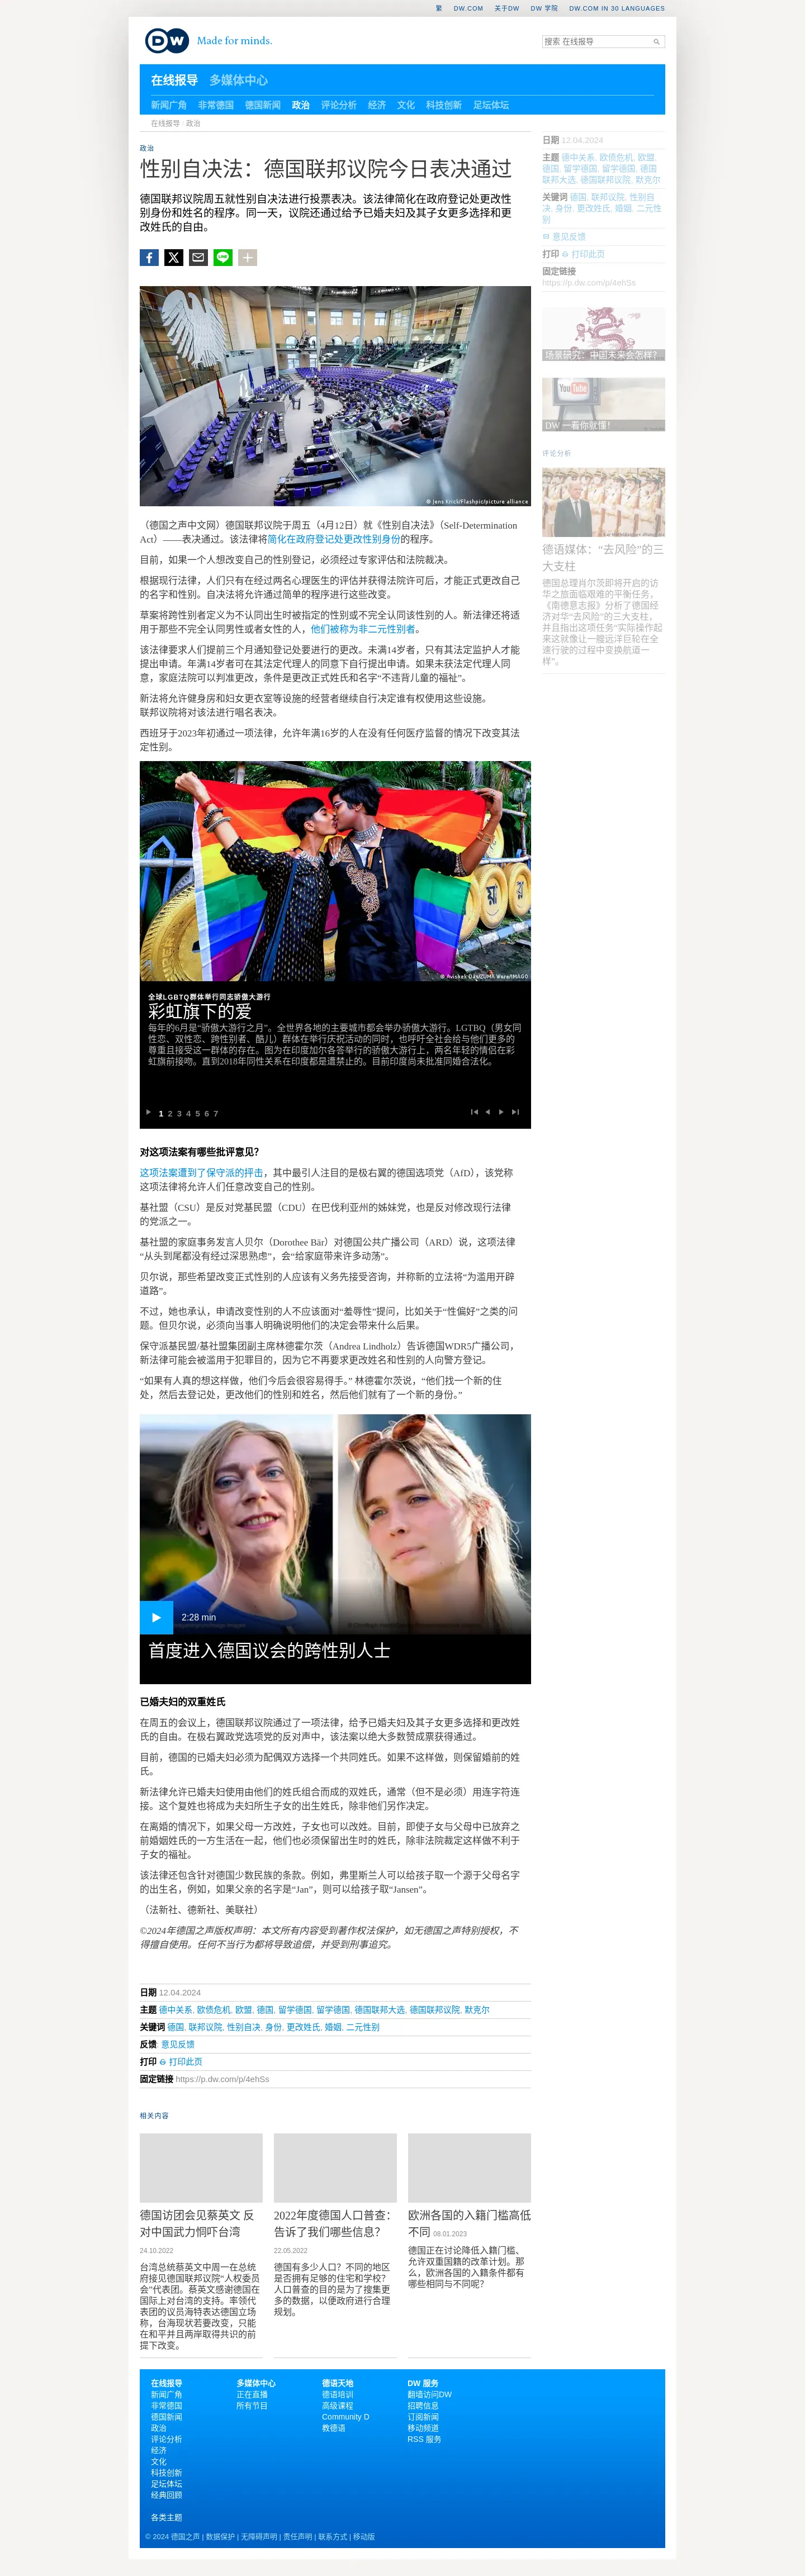 繁 DW.COM 关于DW DW 学院 DW.COM IN 30 LANGUAGES
DW Made for minds.
搜索 在线报导
在线报导 多媒体中心
新闻广角 非常德国 德国新闻 政治 评论分析 经济 文化 科技创新 足坛体坛
在线报导 / 政治
政治
性别自决法：德国联邦议院今日表决通过
德国联邦议院周五就性别自决法进行投票表决。该法律简化在政府登记处更改性
别身份和姓名的程序。同一天，议院还通过给予已婚夫妇及其子女更多选择和更
改姓氏的自由。
© Jens Krick/Flashpic/picture alliance
（德国之声中文网）德国联邦议院于周五（4月12日）就《性别自决法》（Self-Determination
Act）——表决通过。该法律将简化在政府登记处更改性别身份的程序。
目前，如果一个人想改变自己的性别登记，必须经过专家评估和法院裁决。
根据现行法律，人们只有在经过两名心理医生的评估并获得法院许可后，才能正式更改自己
的名字和性别。自决法将允许通过简单的程序进行这些改变。
草案将跨性别者定义为不认同出生时被指定的性别或不完全认同该性别的人。新法律还将适
用于那些不完全认同男性或者女性的人，他们被称为非二元性别者。
该法律要求人们提前三个月通知登记处要进行的更改。未满14岁者，只有其法定监护人才能
提出申请。年满14岁者可在其法定代理人的同意下自行提出申请。如果未获法定代理人同
意，家庭法院可以判准更改，条件是更改正式姓氏和名字“不违背儿童的福祉”。
新法将允许健身房和妇女更衣室等设施的经营者继续自行决定谁有权使用这些设施。
联邦议院将对该法进行唱名表决。
西班牙于2023年初通过一项法律，允许年满16岁的人在没有任何医疗监督的情况下改变其法
定性别。
© Avishek Das/ZUMA Wire/IMAGO
全球LGBTQ群体举行同志骄傲大游行
彩虹旗下的爱
每年的6月是“骄傲大游行之月”。全世界各地的主要城市都会举办骄傲大游行。LGTBQ（男女同
性恋、双性恋、跨性别者、酷儿）群体在举行庆祝活动的同时，也呼吁全社会给与他们更多的
尊重且接受这一群体的存在。图为在印度加尔各答举行的骄傲大游行上，两名年轻的情侣在彩
虹旗前接吻。直到2018年同性关系在印度都是遭禁止的。目前印度尚未批准同婚合法化。
1 2 3 4 5 6 7
对这项法案有哪些批评意见？
这项法案遭到了保守派的抨击，其中最引人注目的是极右翼的德国选项党（AfD），该党称
这项法律将允许人们任意改变自己的性别。
基社盟（CSU）是反对党基民盟（CDU）在巴伐利亚州的姊妹党，也是反对修改现行法律
的党派之一。
基社盟的家庭事务发言人贝尔（Dorothee Bär）对德国公共广播公司（ARD）说，这项法律
“从头到尾都没有经过深思熟虑”，会“给家庭带来许多动荡”。
贝尔说，那些希望改变正式性别的人应该有义务先接受咨询，并称新的立法将“为滥用开辟
道路”。
不过，她也承认，申请改变性别的人不应该面对“羞辱性”提问，比如关于“性偏好”之类的问
题。但贝尔说，必须向当事人明确说明他们的决定会带来什么后果。
保守派基民盟/基社盟集团副主席林德霍尔茨（Andrea Lindholz）告诉德国WDR5广播公司，
新法律可能会被滥用于犯罪目的，因为它不再要求更改姓名和性别的人向警方登记。
“如果有人真的想这样做，他们今后会很容易得手。” 林德霍尔茨说，“他们找一个新的住
处，然后去登记处，更改他们的性别和姓名，然后他们就有了一个新的身份。”
2:28 min
首度进入德国议会的跨性别人士
已婚夫妇的双重姓氏
在周五的会议上，德国联邦议院通过了一项法律，给予已婚夫妇及其子女更多选择和更改姓
氏的自由。在极右翼政党选项党的反对声中，该法案以绝大多数赞成票获得通过。
目前，德国的已婚夫妇必须为配偶双方选择一个共同姓氏。如果不这样做，则保留婚前的姓
氏。
新法律允许已婚夫妇使用由他们的姓氏组合而成的双姓氏，通常（但不是必须）用连字符连
接。这个复姓也将成为夫妇所生子女的出生姓氏，除非他们另作决定。
在离婚的情况下，如果父母一方改姓，子女也可以改姓。目前，即使子女与父母中已放弃之
前婚姻姓氏的一方生活在一起，他们也必须保留出生时的姓氏，除非法院裁定这样做不利于
子女的福祉。
该法律还包含针对德国少数民族的条款。例如，弗里斯兰人可以给孩子取一个源于父母名字
的出生名，例如，如果父亲的名字是“Jan”，则可以给孩子取“Jansen”。
（法新社、德新社、美联社）
©2024年德国之声版权声明：本文所有内容受到著作权法保护，如无德国之声特别授权，不
得擅自使用。任何不当行为都将导致追偿，并受到刑事追究。
日期 12.04.2024
主题 德中关系, 欧债危机, 欧盟, 德国, 留学德国, 留学德国, 德国联邦大选, 德国联邦议院, 默克尔
关键词 德国, 联邦议院, 性别自决, 身份, 更改姓氏, 婚姻, 二元性别
反馈: 意见反馈
打印 打印此页
固定链接 https://p.dw.com/p/4ehSs
相关内容
德国访团会见蔡英文 反
对中国武力恫吓台湾
24.10.2022
台湾总统蔡英文中周一在总统
府接见德国联邦议院“人权委员
会”代表团。蔡英文感谢德国在
国际上对台湾的支持。率领代
表团的议员海特表达德国立场
称，台海现状若要改变，只能
在和平并且两岸取得共识的前
提下改变。
2022年度德国人口普查：
告诉了我们哪些信息？
22.05.2022
德国有多少人口？不同的地区
是否拥有足够的住宅和学校？
人口普查的目的是为了搜集更
多的数据，以便政府进行合理
规划。
欧洲各国的入籍门槛高低
不同 08.01.2023
德国正在讨论降低入籍门槛、
允许双重国籍的改革计划。那
么，欧洲各国的入籍条件都有
哪些相同与不同呢？
日期 12.04.2024
主题 德中关系, 欧债危机, 欧盟,
德国, 留学德国, 留学德国, 德国
联邦大选, 德国联邦议院, 默克尔
关键词 德国, 联邦议院, 性别自
决, 身份, 更改姓氏, 婚姻, 二元性
别
意见反馈
打印 打印此页
固定链接
https://p.dw.com/p/4ehSs
场景研究：中国未来会怎样？
YouTube
DW 一看你就懂！
评论分析
德语媒体：“去风险”的三
大支柱
德国总理肖尔茨即将开启的访
华之旅面临艰难的平衡任务，
《南德意志报》分析了德国经
济对华“去风险”的三大支柱，
并且指出这项任务“实际操作起
来这就像让一艘远洋巨轮在全
速行驶的过程中变换航道一
样”。
在线报导
新闻广角
非常德国
德国新闻
政治
评论分析
经济
文化
科技创新
足坛体坛
经典回顾
各类主题
多媒体中心
正在直播
所有节目
德语天地
德语培训
高级课程
Community D
教德语
DW 服务
翻墙访问DW
招聘信息
订阅新闻
移动频道
RSS 服务
© 2024 德国之声 | 数据保护 | 无障碍声明 | 责任声明 | 联系方式 | 移动版